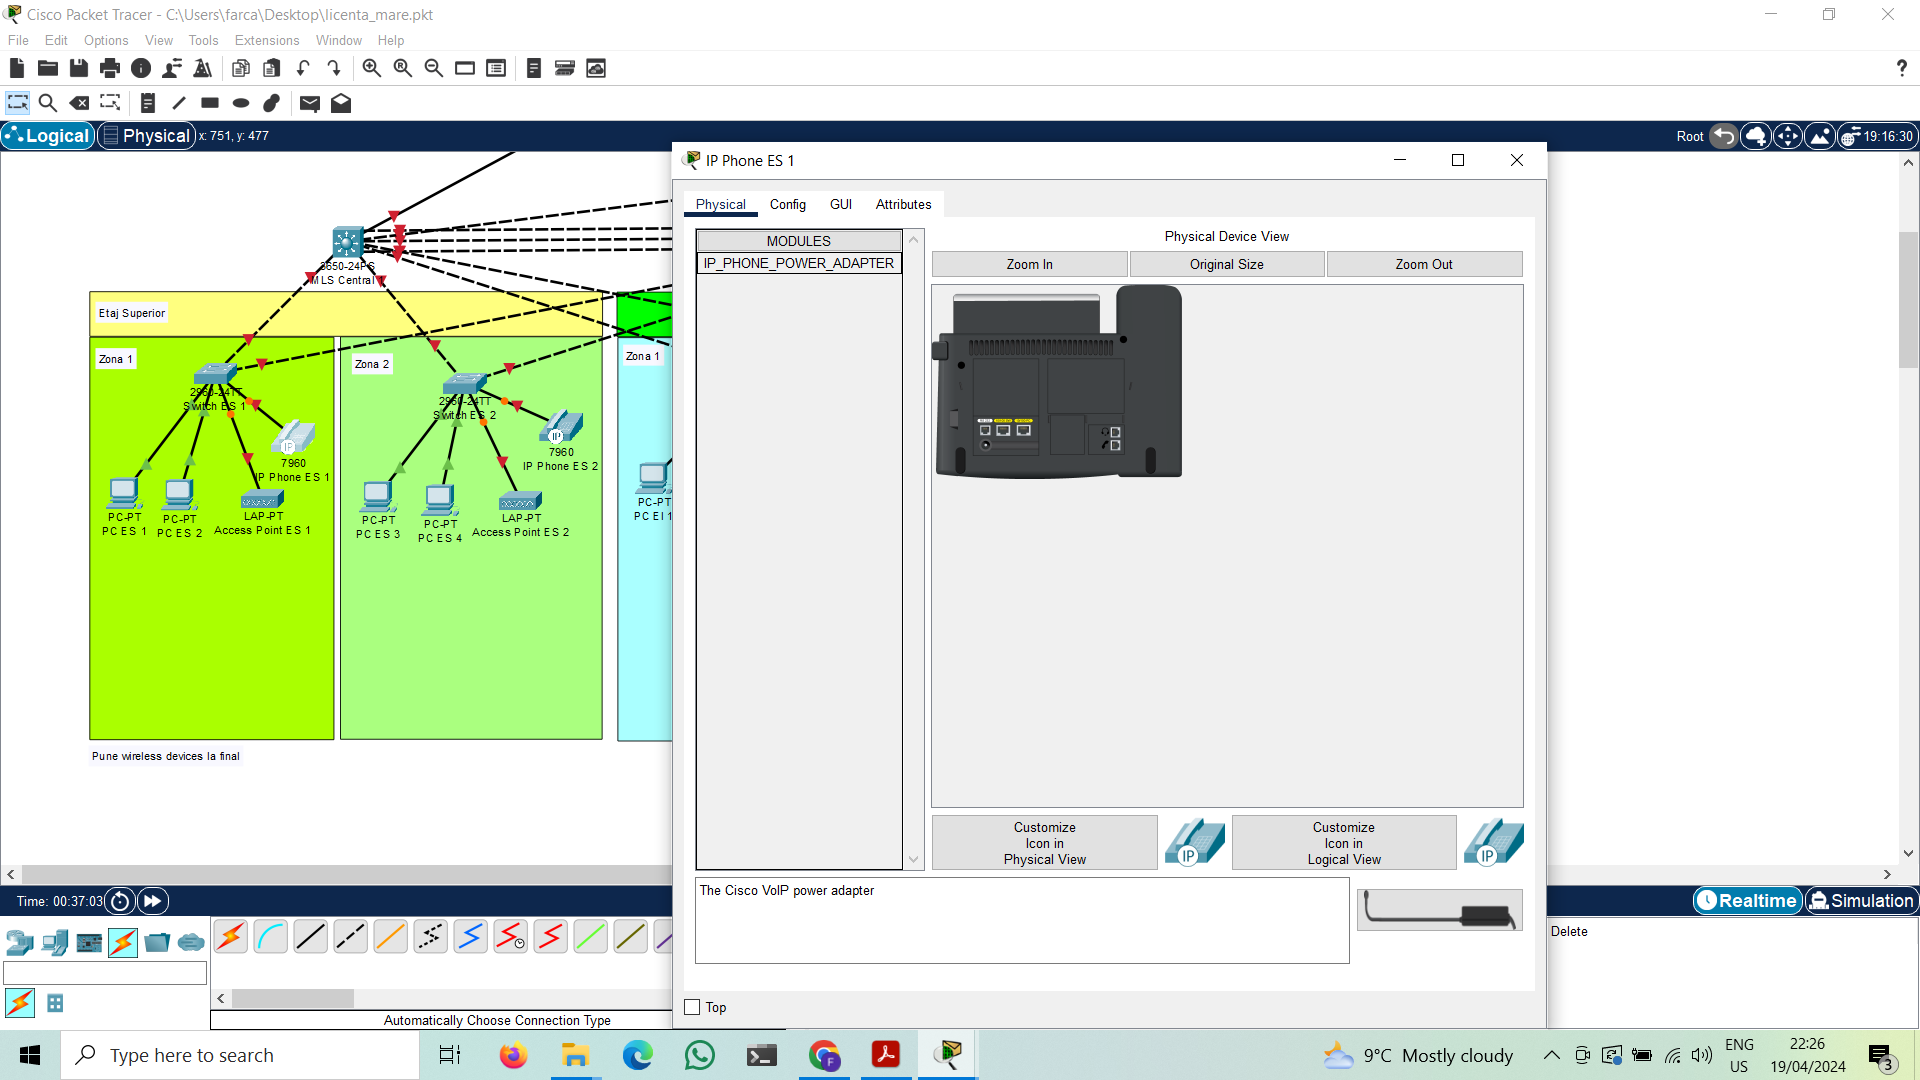 Cisco Packet Tracer - C:\Users\farca\Desktop\licenta_mare.pkt
File Edit Options View Tools Extensions Window Help
?
Logical Physical x: 751, y: 477
Root 19:16:30
IP Phone ES 1
Physical Config GUI Attributes
MODULES
IP_PHONE_POWER_ADAPTER
Physical Device View
Zoom In Original Size Zoom Out
3650-24PS
MLS Central 1
Etaj Superior
Zona 1
2960-24TT
Switch ES 1
IP
7960
IP Phone ES 1
PC-PT
PC ES 1
PC-PT
PC ES 2
LAP-PT
Access Point ES 1
Zona 2
2960-24TT
Switch ES 2
IP
7960
IP Phone ES 2
PC-PT
PC ES 3
PC-PT
PC ES 4
LAP-PT
Access Point ES 2
Zona 1
PC-PT
PC EI 1
Pune wireless devices la final
Customize
Icon in
Physical View
IP
Customize
Icon in
Logical View
IP
The Cisco VoIP power adapter
Top
Time: 00:37:03
Realtime Simulation
Delete
Automatically Choose Connection Type
Type here to search
F
9°C Mostly cloudy
ENG
US
22:26
19/04/2024
3